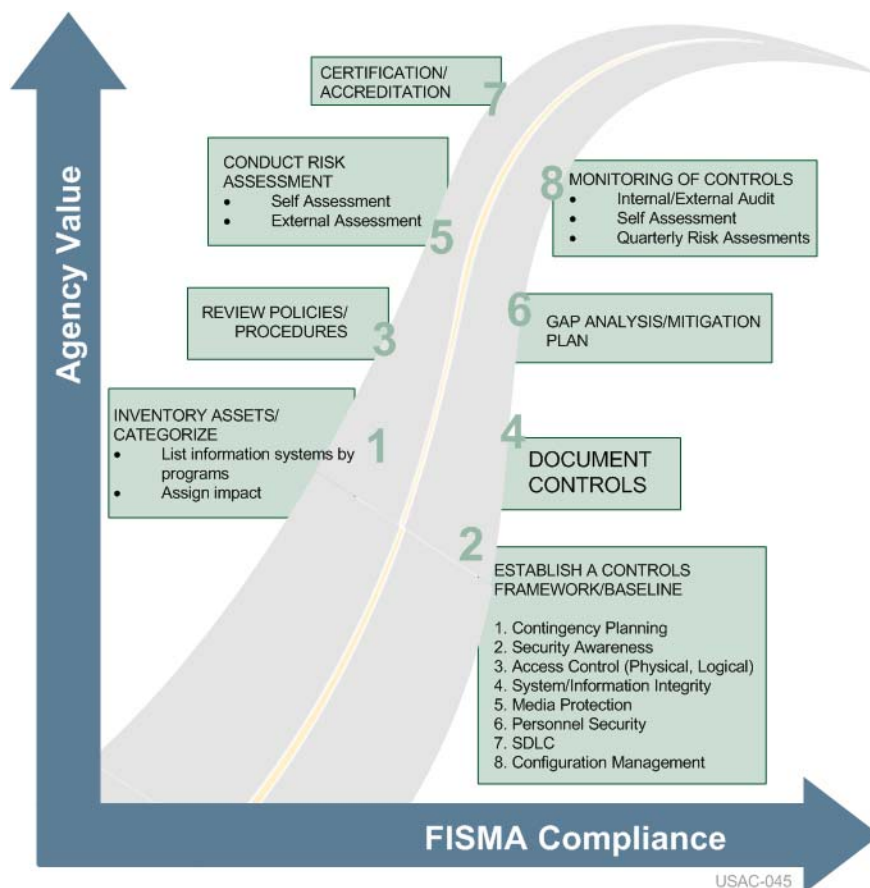 Agency Value
CERTIFICATION/
ACCREDITATION
7
CONDUCT RISK
ASSESSMENT
• Self Assessment
• External Assessment
5
8
MONITORING OF CONTROLS
• Internal/External Audit
• Self Assessment
• Quarterly Risk Assesments
REVIEW POLICIES/
PROCEDURES
3
6
GAP ANALYSIS/MITIGATION
PLAN
INVENTORY ASSETS/
CATEGORIZE
• List information systems by
programs
• Assign impact
1
4
DOCUMENT
CONTROLS
2
ESTABLISH A CONTROLS
FRAMEWORK/BASELINE
1. Contingency Planning
2. Security Awareness
3. Access Control (Physical, Logical)
4. System/Information Integrity
5. Media Protection
6. Personnel Security
7. SDLC
8. Configuration Management
FISMA Compliance
USAC-045